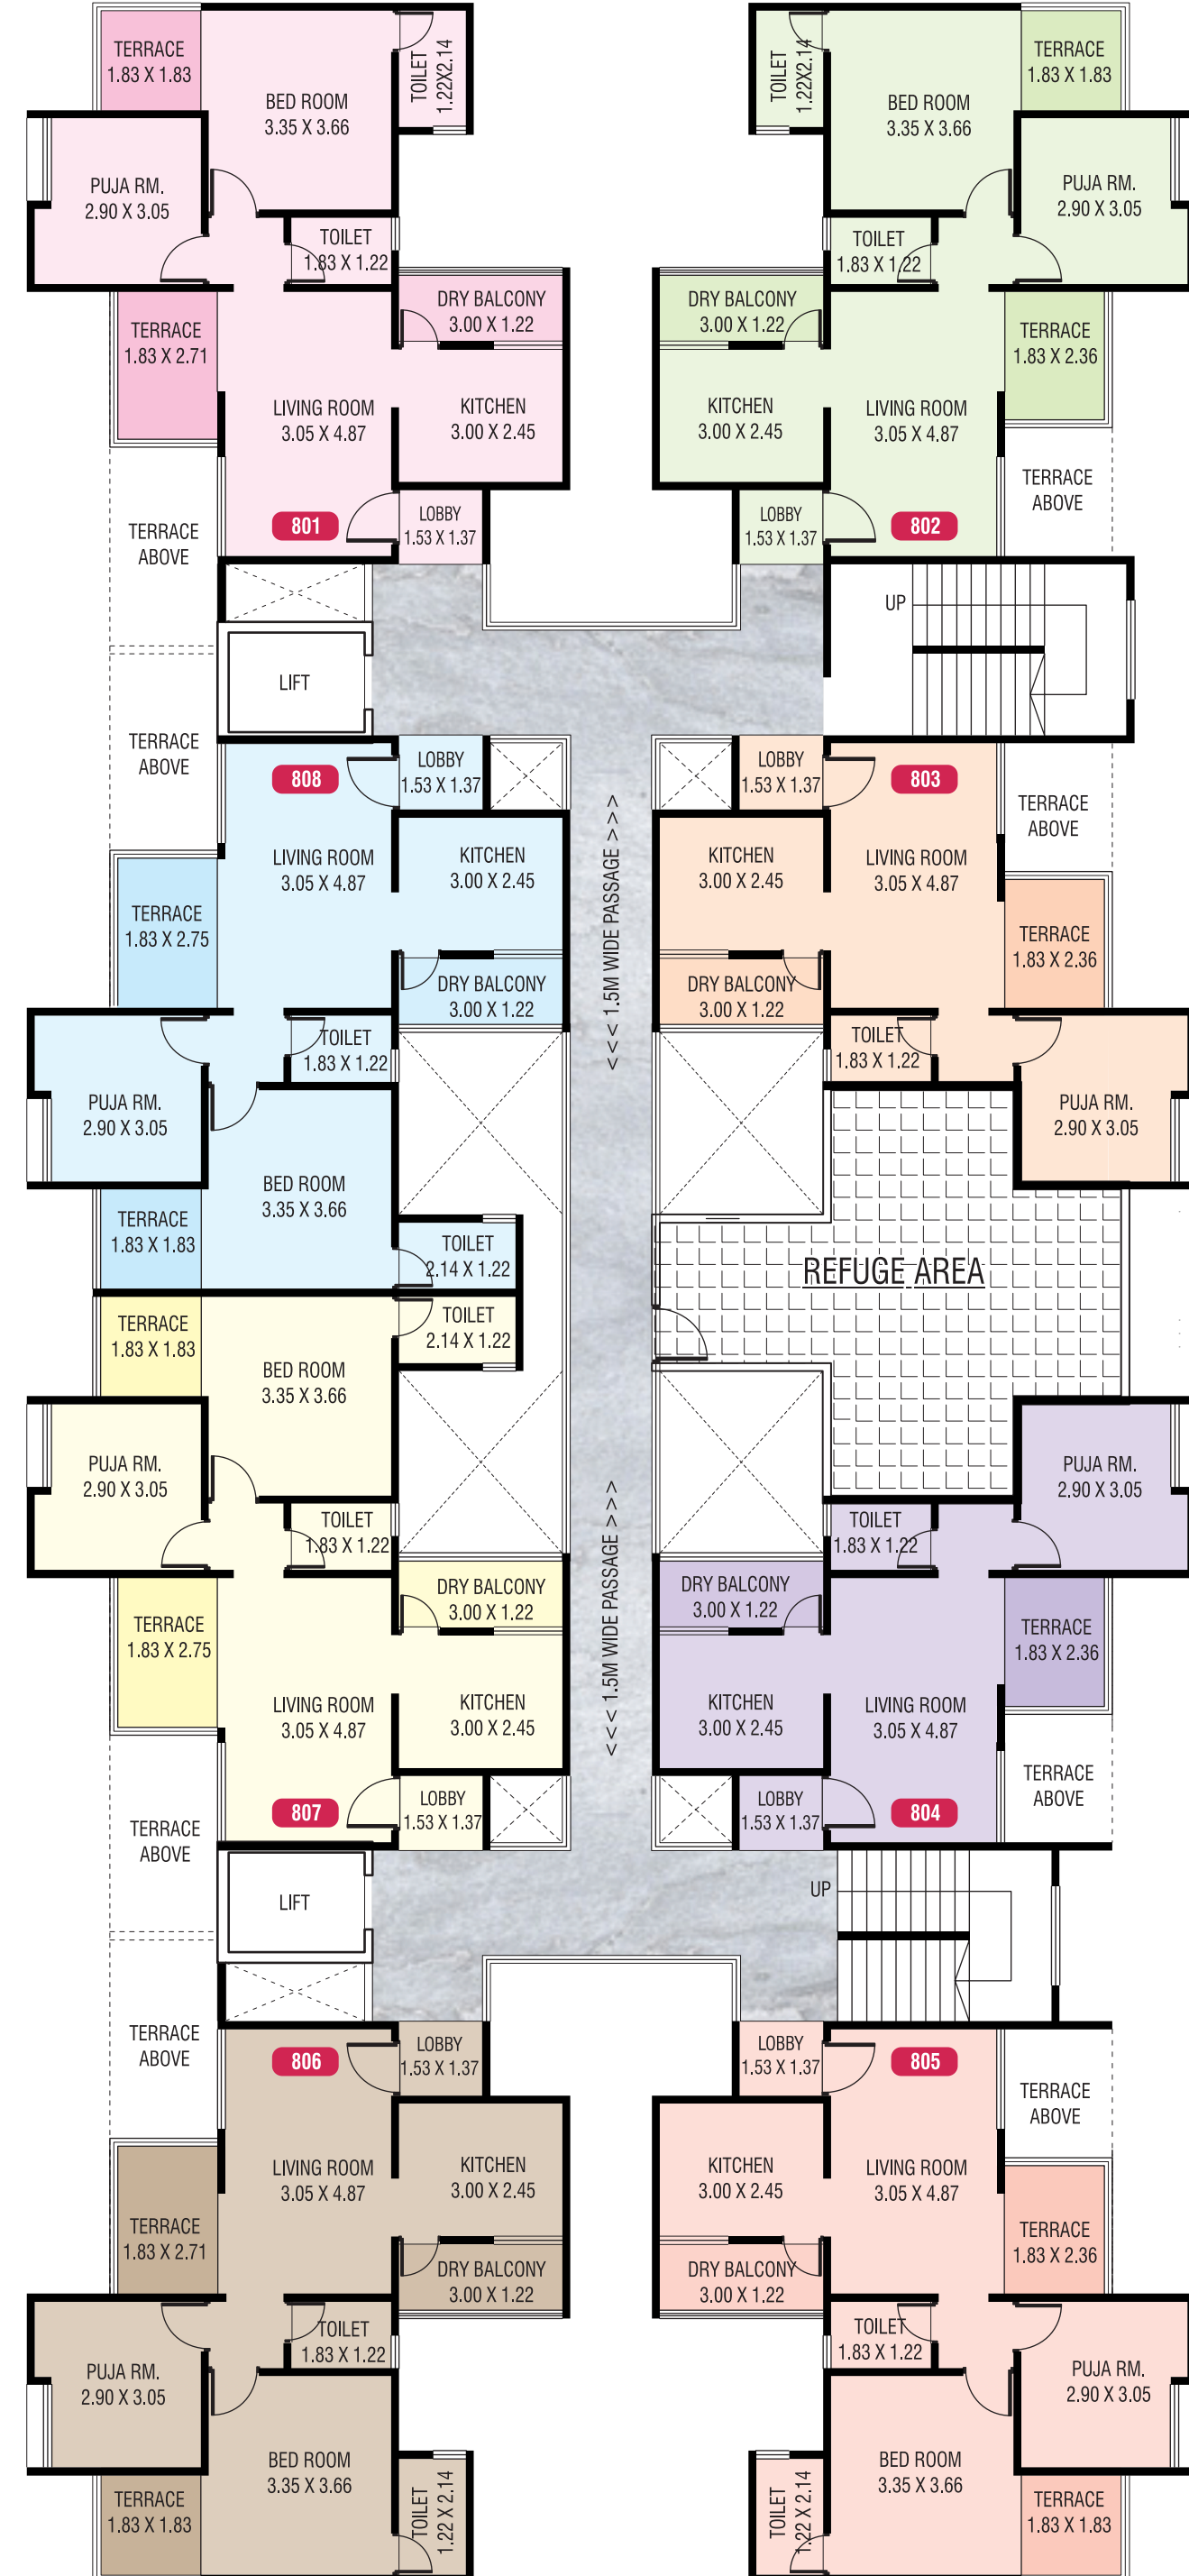 TERRACE
1.83 X 1.83
BED ROOM
3.35 X 3.66
TOILET
1.22X2.14
PUJA RM.
2.90 X 3.05
TOILET
1.83 X 1.22
DRY BALCONY
3.00 X 1.22
TERRACE
1.83 X 2.71
LIVING ROOM
3.05 X 4.87
KITCHEN
3.00 X 2.45
801
LOBBY
1.53 X 1.37
TERRACE
ABOVE
TOILET
1.22X2.14
BED ROOM
3.35 X 3.66
TERRACE
1.83 X 1.83
PUJA RM.
2.90 X 3.05
TOILET
1.83 X 1.22
DRY BALCONY
3.00 X 1.22
TERRACE
1.83 X 2.36
KITCHEN
3.00 X 2.45
LIVING ROOM
3.05 X 4.87
LOBBY
1.53 X 1.37
802
TERRACE
ABOVE
UP
LIFT
TERRACE
ABOVE
808
LOBBY
1.53 X 1.37
LIVING ROOM
3.05 X 4.87
KITCHEN
3.00 X 2.45
TERRACE
1.83 X 2.75
DRY BALCONY
3.00 X 1.22
TOILET
1.83 X 1.22
PUJA RM.
2.90 X 3.05
BED ROOM
3.35 X 3.66
TERRACE
1.83 X 1.83
TOILET
2.14 X 1.22
<<< 1.5M WIDE PASSAGE >>>
LOBBY
1.53 X 1.37
803
TERRACE
ABOVE
KITCHEN
3.00 X 2.45
LIVING ROOM
3.05 X 4.87
TERRACE
1.83 X 2.36
DRY BALCONY
3.00 X 1.22
TOILET
1.83 X 1.22
PUJA RM.
2.90 X 3.05
REFUGE AREA
TERRACE
1.83 X 1.83
TOILET
2.14 X 1.22
BED ROOM
3.35 X 3.66
PUJA RM.
2.90 X 3.05
TOILET
1.83 X 1.22
DRY BALCONY
3.00 X 1.22
TERRACE
1.83 X 2.75
LIVING ROOM
3.05 X 4.87
KITCHEN
3.00 X 2.45
807
LOBBY
1.53 X 1.37
TERRACE
ABOVE
<<< 1.5M WIDE PASSAGE >>>
PUJA RM.
2.90 X 3.05
TOILET
1.83 X 1.22
DRY BALCONY
3.00 X 1.22
TERRACE
1.83 X 2.36
KITCHEN
3.00 X 2.45
LIVING ROOM
3.05 X 4.87
LOBBY
1.53 X 1.37
804
TERRACE
ABOVE
LIFT
UP
TERRACE
ABOVE
806
LOBBY
1.53 X 1.37
LIVING ROOM
3.05 X 4.87
KITCHEN
3.00 X 2.45
TERRACE
1.83 X 2.71
DRY BALCONY
3.00 X 1.22
TOILET
1.83 X 1.22
PUJA RM.
2.90 X 3.05
BED ROOM
3.35 X 3.66
TERRACE
1.83 X 1.83
TOILET
1.22 X 2.14
LOBBY
1.53 X 1.37
805
TERRACE
ABOVE
KITCHEN
3.00 X 2.45
LIVING ROOM
3.05 X 4.87
TERRACE
1.83 X 2.36
DRY BALCONY
3.00 X 1.22
TOILET
1.83 X 1.22
PUJA RM.
2.90 X 3.05
BED ROOM
3.35 X 3.66
TOILET
1.22 X 2.14
TERRACE
1.83 X 1.83